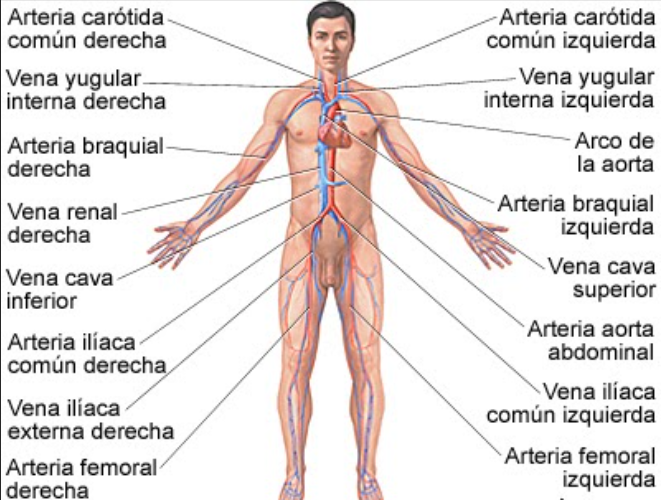 Arteria carótida
común derecha
Vena yugular
interna derecha
Arteria braquial
derecha
Vena renal
derecha
Vena cava
inferior
Arteria ilíaca
común derecha
Vena ilíaca
externa derecha
Arteria femoral
derecha
Arteria carótida
común izquierda
Vena yugular
interna izquierda
Arco de
la aorta
Arteria braquial
izquierda
Vena cava
superior
Arteria aorta
abdominal
Vena ilíaca
común izquierda
Arteria femoral
izquierda